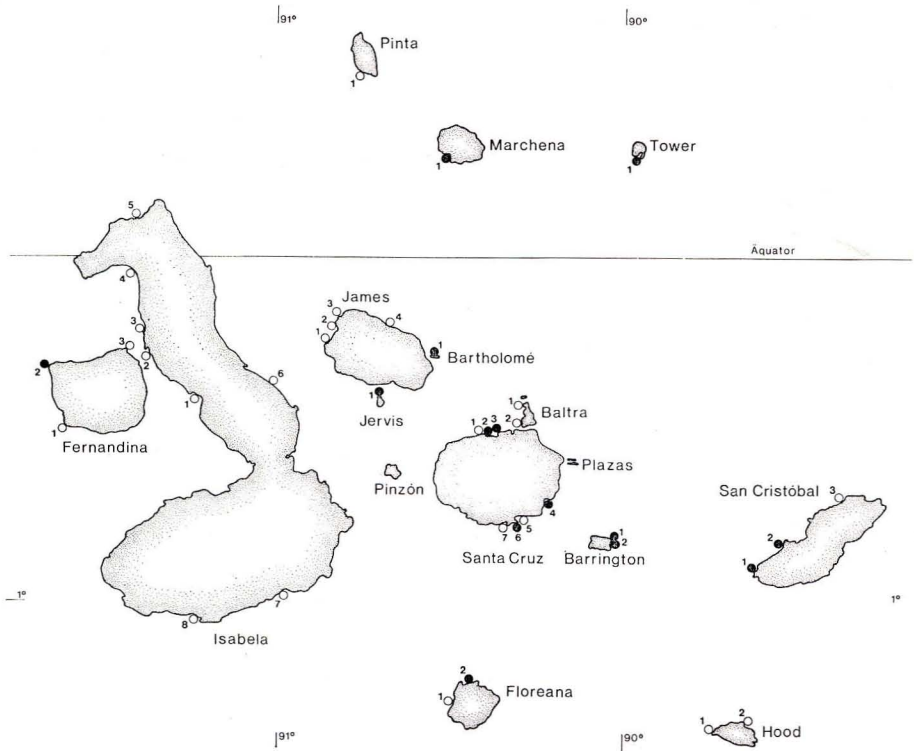 91° 90°
Pinta
1
Marchena
1
Tower
1
5
Äquator
4
James
3
2
1
4
3
3
2
1
Bartholomé
2
6
1
Jervis
1
1
Baltra
2
1 2 3
1
Fernandina
Pinzón
Plazas
San Cristóbal 3
4
5
7 6
Santa Cruz
1
2
Barrington
2
1
1° 1°
7
8
Isabela
2
1
Floreana
1 2
Hood
91° 90°